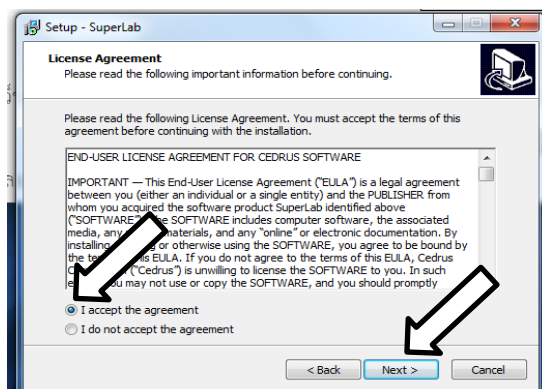 Setup - SuperLab
License Agreement
Please read the following important information before continuing.
Please read the following License Agreement. You must accept the terms of this
agreement before continuing with the installation.
END-USER LICENSE AGREEMENT FOR CEDRUS SOFTWARE
IMPORTANT — This End-User License Agreement ("EULA") is a legal agreement
between you (either an individual or a single entity) and the PUBLISHER from
whom you acquired the software product SuperLab identified above
("SOFTWARE") SOFTWARE includes computer software, the associated
media, any materials, and any "online" or electronic documentation. By
installing or otherwise using the SOFTWARE, you agree to be bound by
the EULA. If you do not agree to the terms of this EULA, Cedrus
("Cedrus") is unwilling to license the SOFTWARE to you. In such
may not use or copy the SOFTWARE, and you should promptly
I accept the agreement
I do not accept the agreement
< Back Next > Cancel